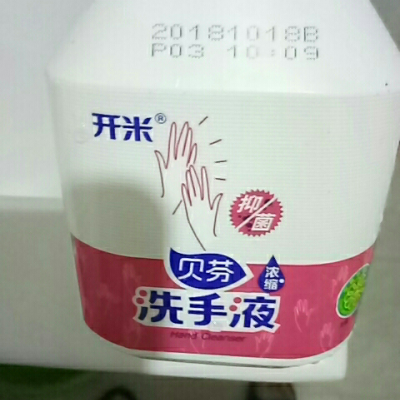 20181018B
P03 10:09
开米®
抑菌
贝芬
浓缩
洗手液
Hand Cleanser